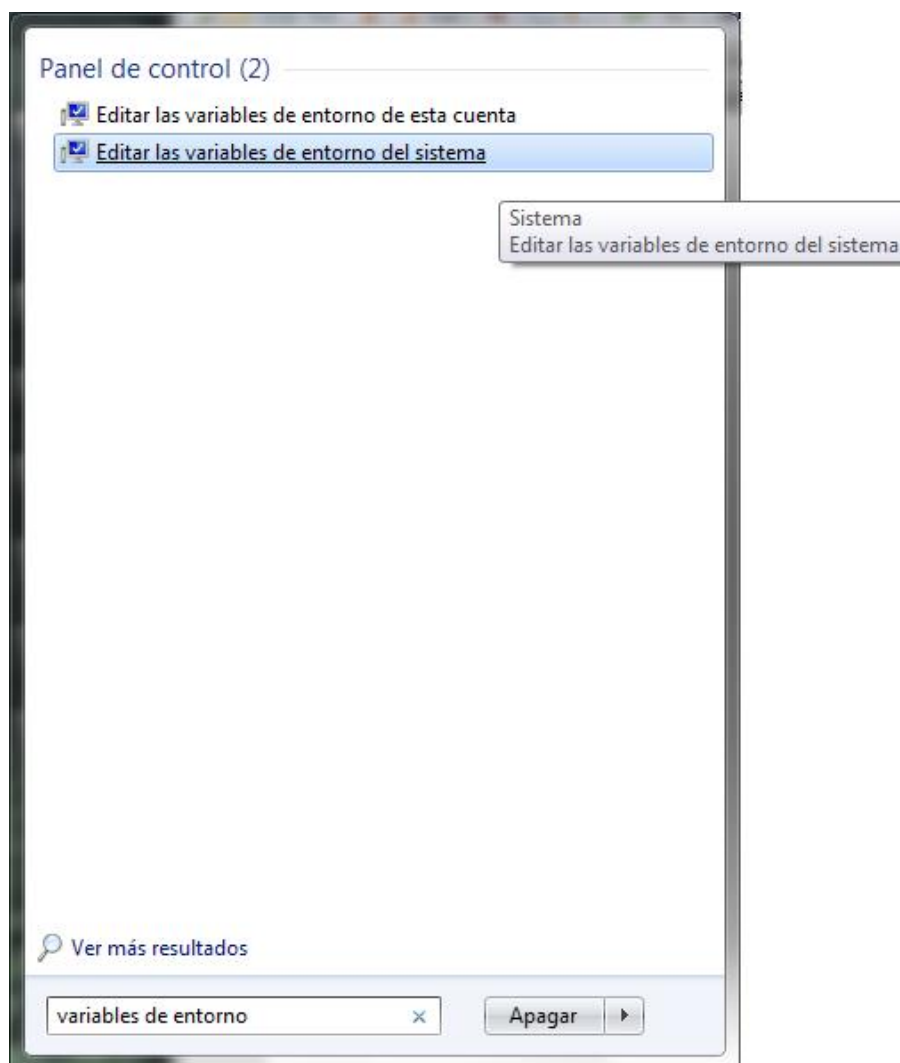 Panel de control (2)
Editar las variables de entorno de esta cuenta
Editar las variables de entorno del sistema
Sistema
Editar las variables de entorno del sistema
Ver más resultados
variables de entorno
Apagar